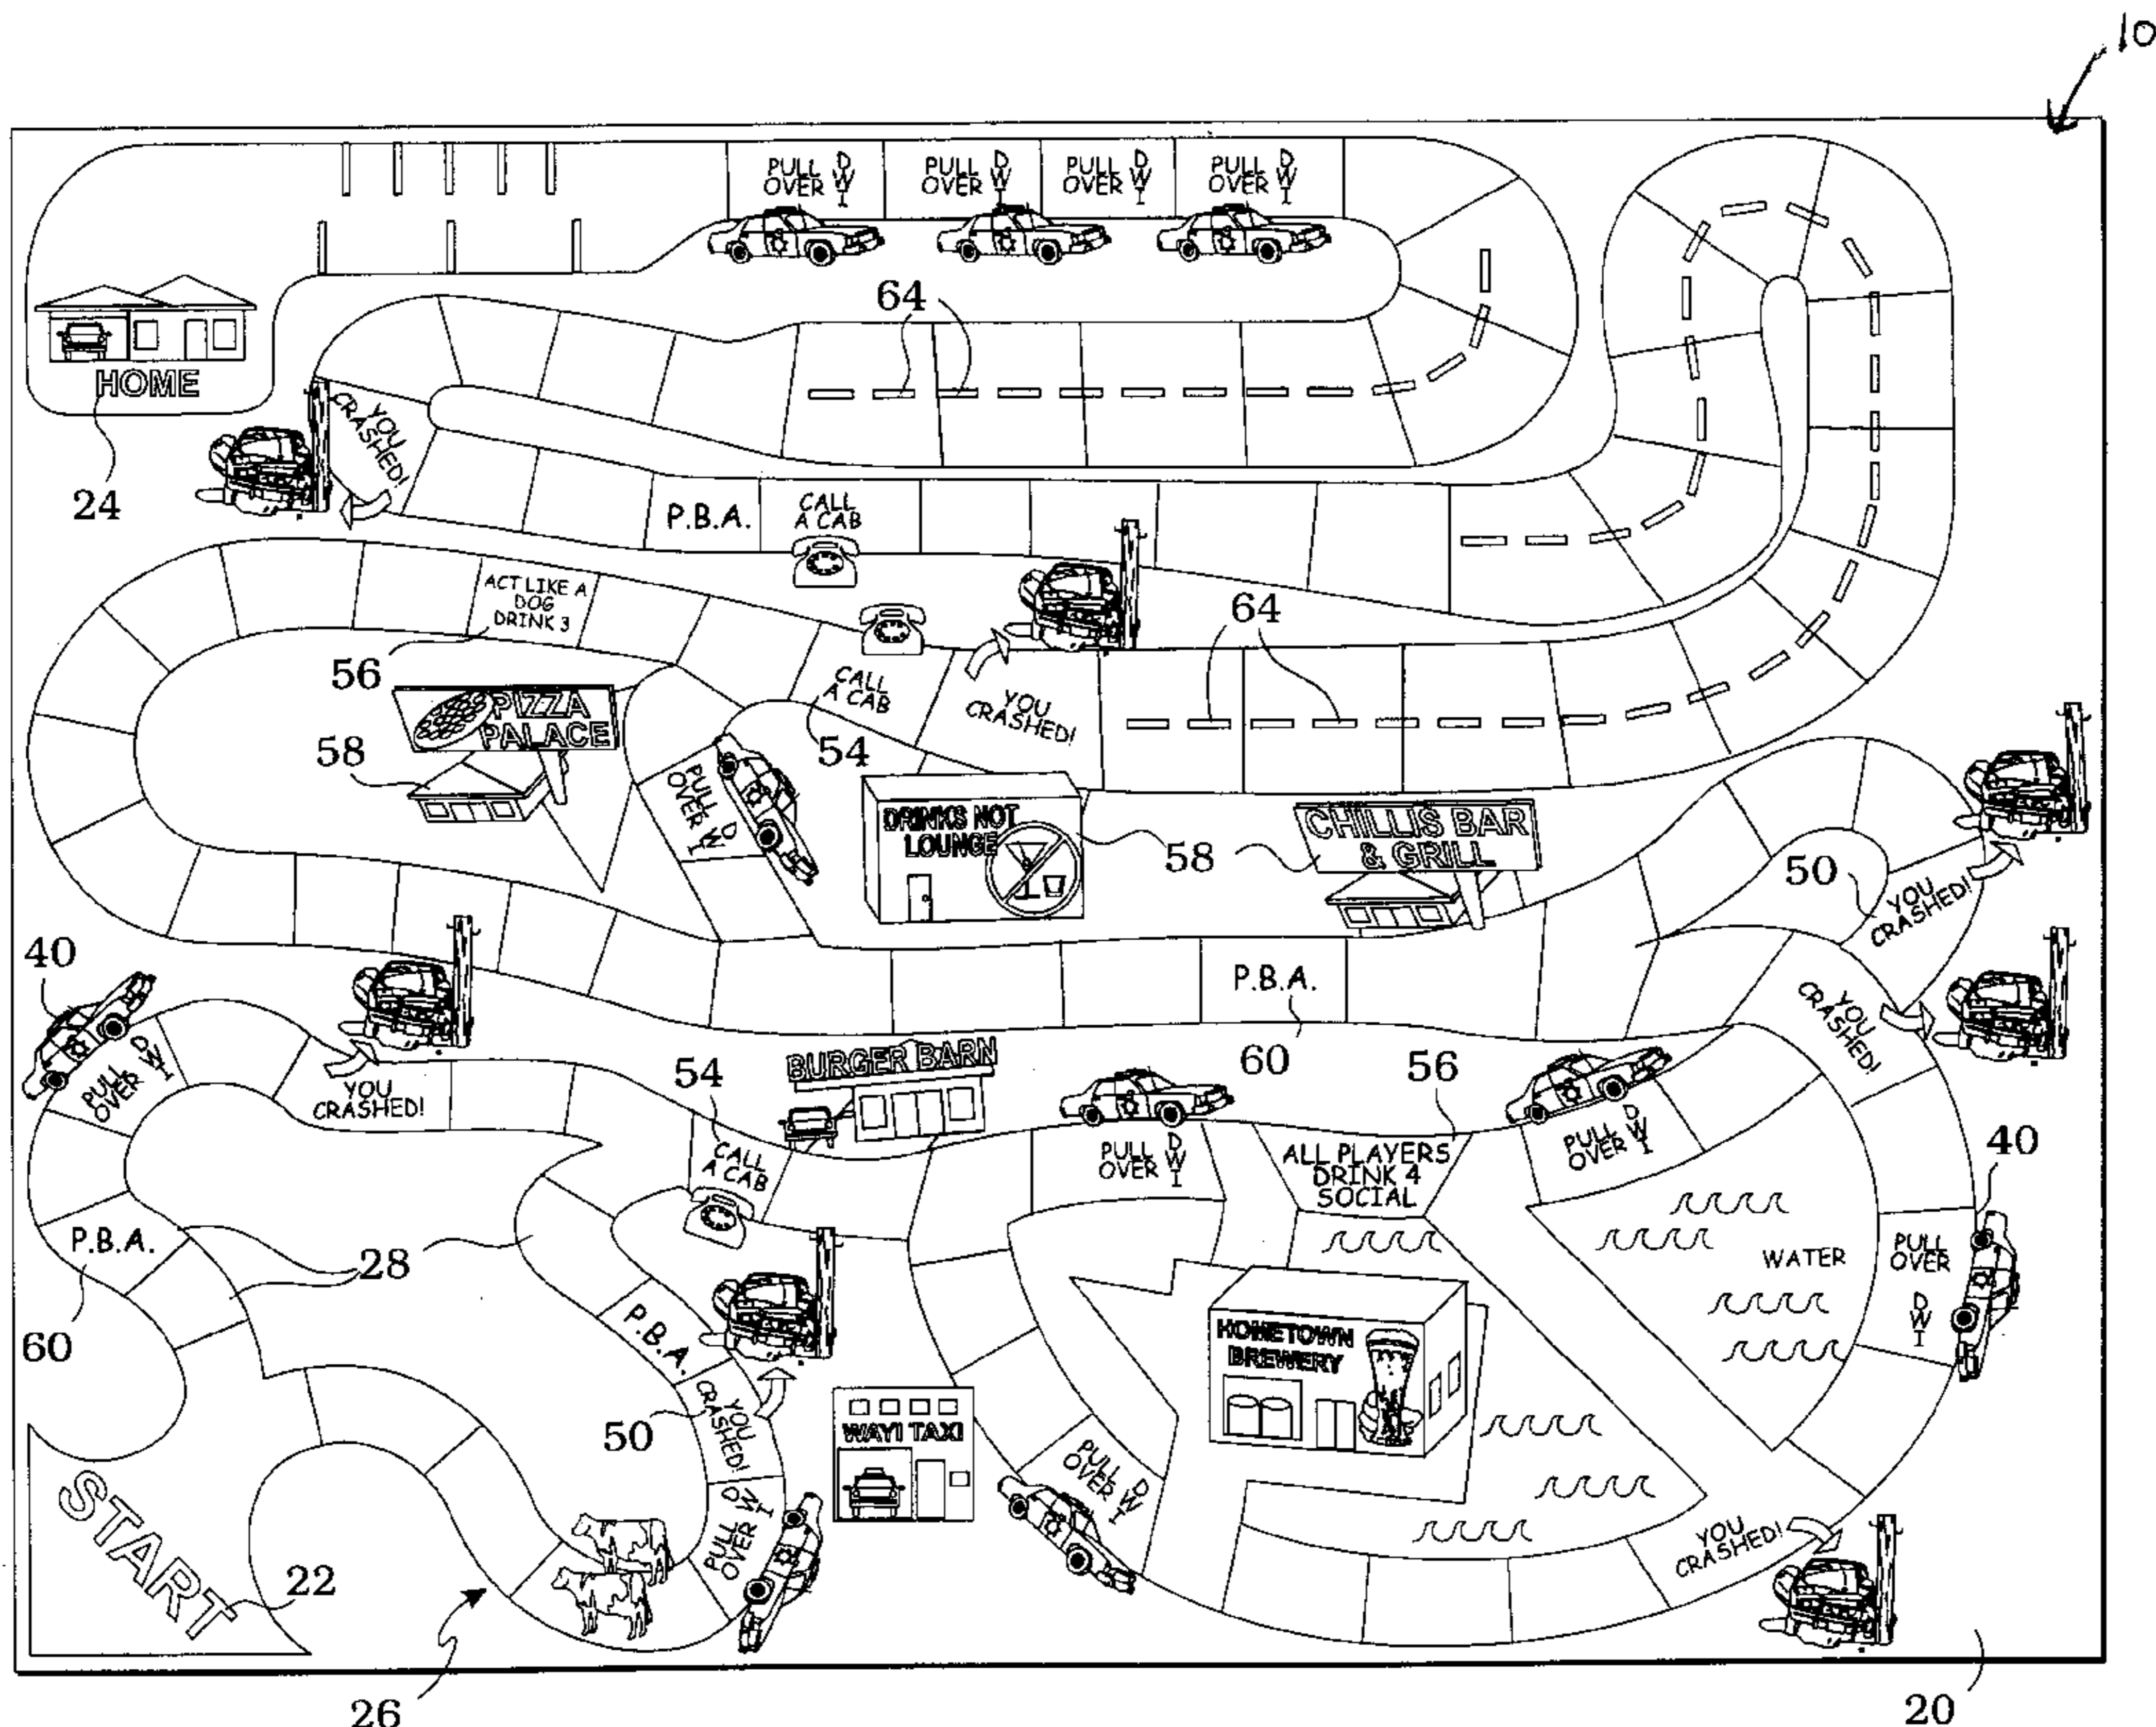 10
PULL
OVER
DWI
PULL
OVER
DWI
PULL
OVER
DWI
PULL
OVER
DWI
64
HOME
24
YOU
CRASHED!
P.B.A.
CALL
A CAB
ACT LIKE A
DOG
DRINK 3
56
64
CALL
A CAB
54
YOU
CRASHED!
PIZZA
PALACE
58
PULL
OVER
DWI
DRINKS NOT
LOUNGE
58
CHILLIS BAR
& GRILL
50
YOU
CRASHED!
40
P.B.A.
60
YOU
CRASHED!
PULL
OVER
DWI
YOU
CRASHED!
54
CALL
A CAB
BURGER BARN
PULL
OVER
DWI
56
ALL PLAYERS
DRINK 4
SOCIAL
PULL
OVER
DWI
40
P.B.A.
60
28
WATER
PULL
OVER
DWI
P.B.A.
HOMETOWN
BREWERY
50
YOU
CRASHED!
WAYI TAXI
PULL
OVER
DWI
PULL
OVER
DWI
YOU
CRASHED!
START
22
26
20